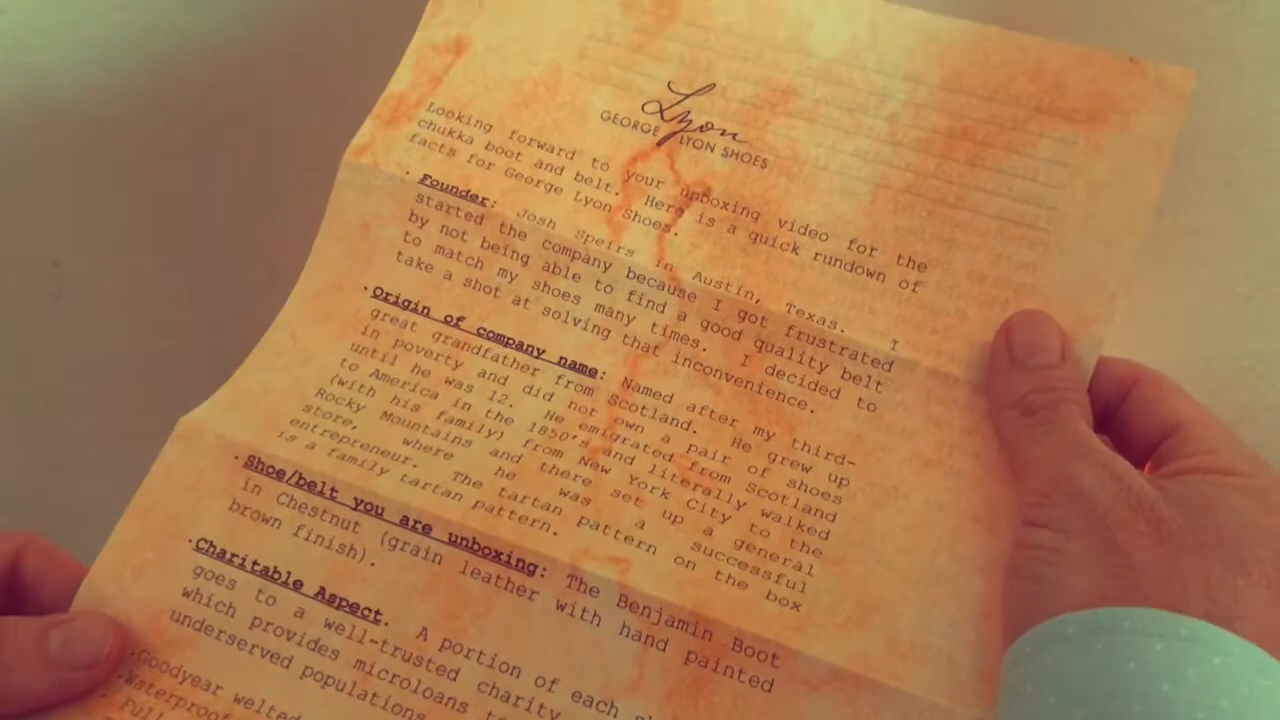 Lyon
GEORGE LYON SHOES
Looking forward to your unboxing video for the
chukka boot and belt. Here is a quick rundown of
facts for George Lyon Shoes.
· Founder: Josh Speirs in Austin, Texas. I
started the company because I got frustrated
by not being able to find a good quality belt
to match my shoes many times. I decided to
take a shot at solving that inconvenience.
· Origin of company name: Named after my third-
great grandfather from Scotland. He grew up
in poverty and did not own a pair of shoes
until he was 12. He emigrated from Scotland
to America in the 1850's and literally walked
(with his family) from New York City to the
Rocky Mountains and there set up a general
store, where he was a successful
entrepreneur. The tartan pattern on the box
is a family tartan pattern.
· Shoe/belt you are unboxing: The Benjamin Boot
in Chestnut (grain leather with hand painted
brown finish).
· Charitable Aspect. A portion of each
goes to a well-trusted charity
which provides microloans
underserved populations
· Goodyear welted
· Waterproof
Full